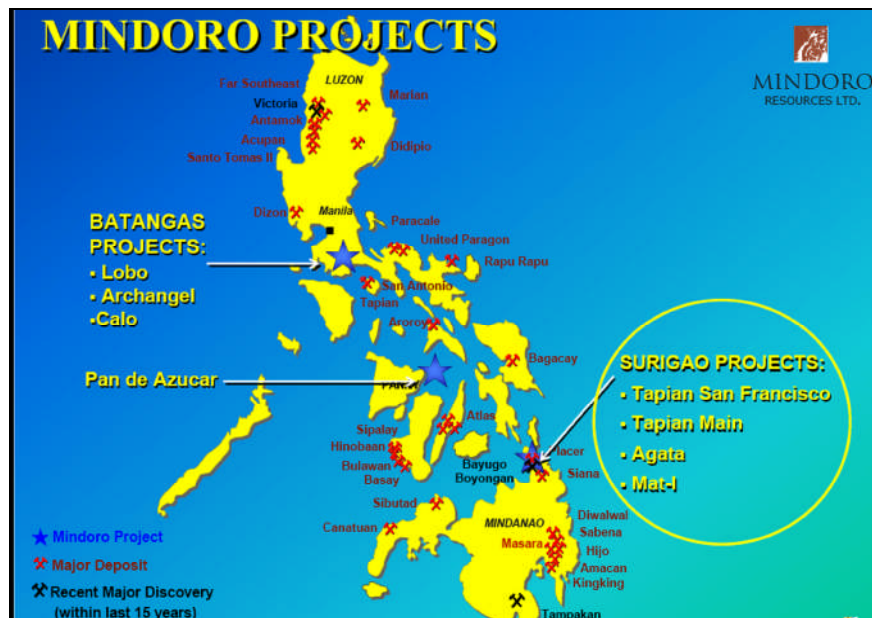 MINDORO PROJECTS
MINDORO
RESOURCES LTD.
LUZON
Far Southeast
Victoria
Marian
Antamok
Acupan
Didipio
Santo Tomas II
Dizon
Manila
BATANGAS
PROJECTS:
- Lobo
- Archangel
-Calo
Paracale
United Paragon
Rapu Rapu
San Antonio
Tapian
Aroroy
Pan de Azucar
Bagacay
SURIGAO PROJECTS:
- Tapian San Francisco
- Tapian Main
- Agata
- Mat-I
Atlas
Sipalay
Hinobaan
Bulawan
Basay
Bayugo
Boyongan
lacer
Siana
Sibutad
Canatuan
MINDANAO
Diwalwal
Sabena
Masara
Hijo
Amacan
Kingking
Tampakan
Mindoro Project
Major Deposit
Recent Major Discovery
(within last 15 years)